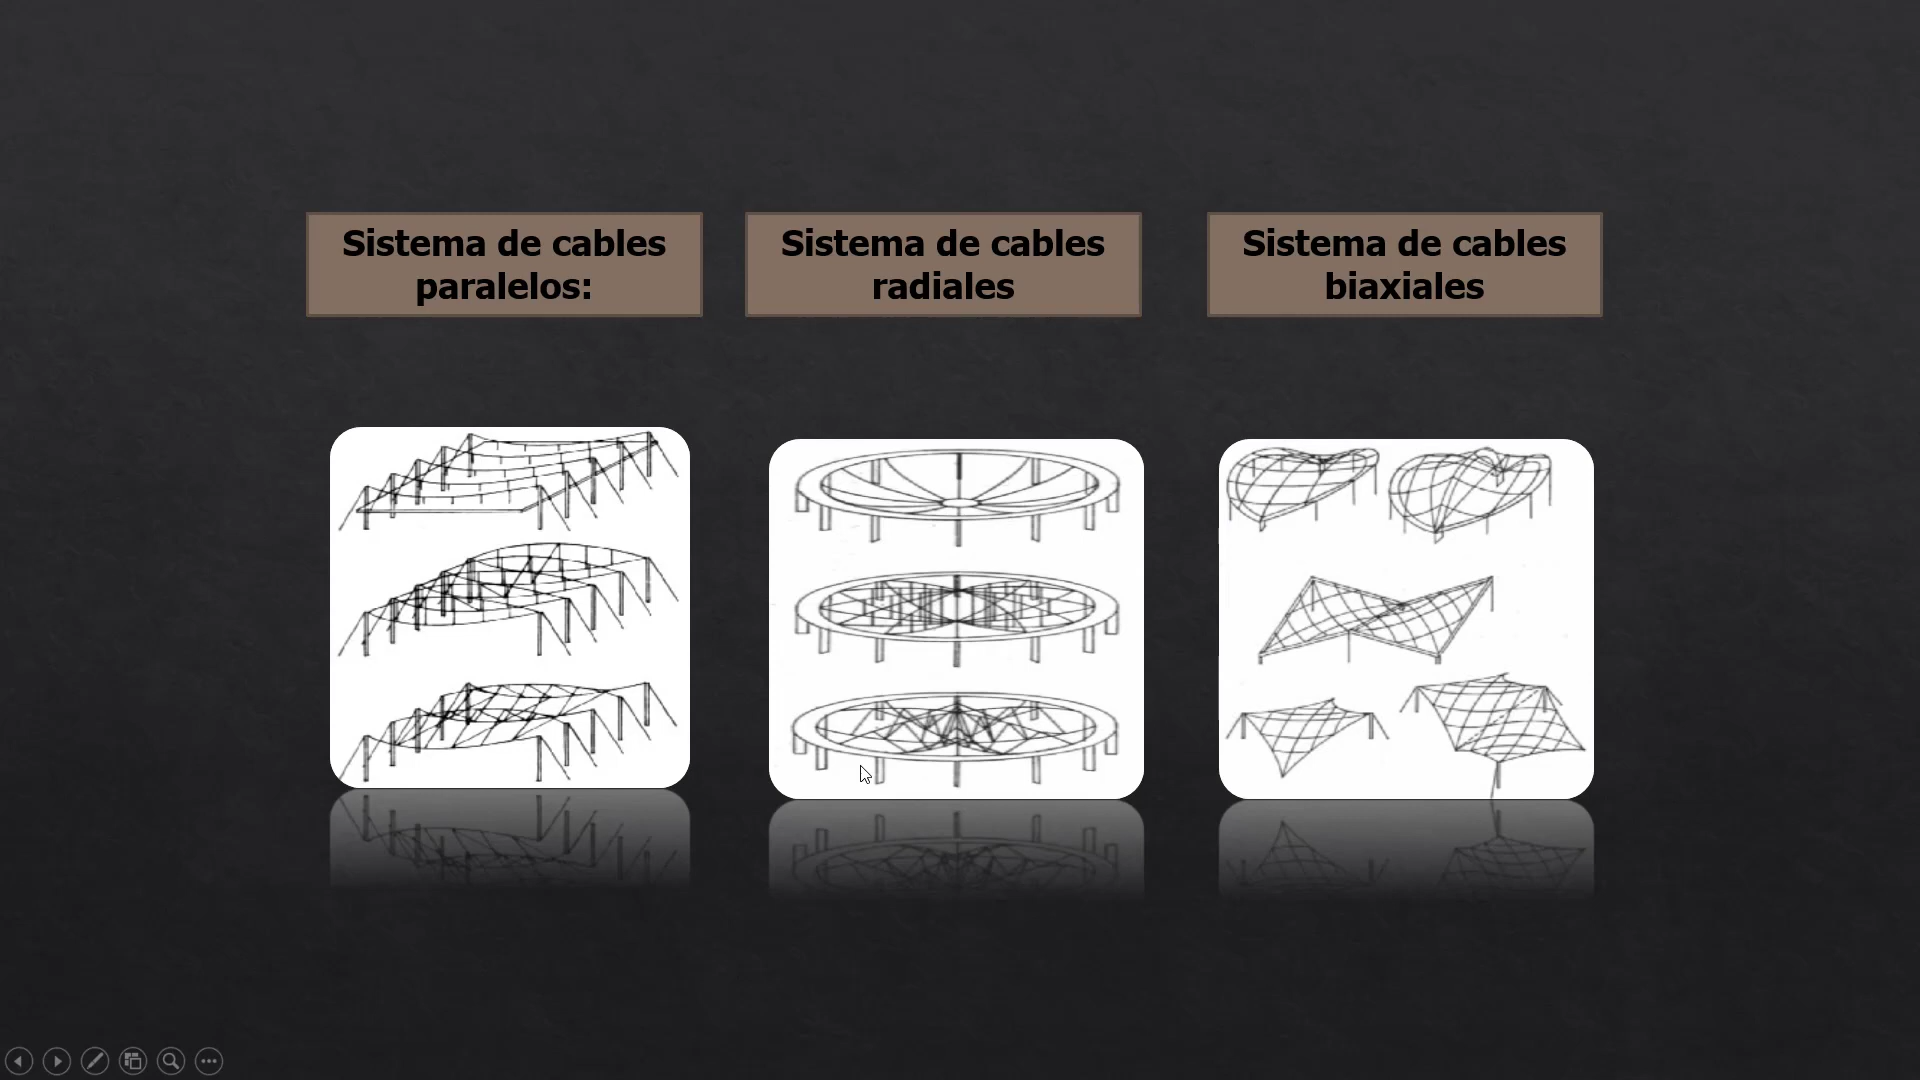 Sistema de cables
paralelos:
Sistema de cables
radiales
Sistema de cables
biaxiales